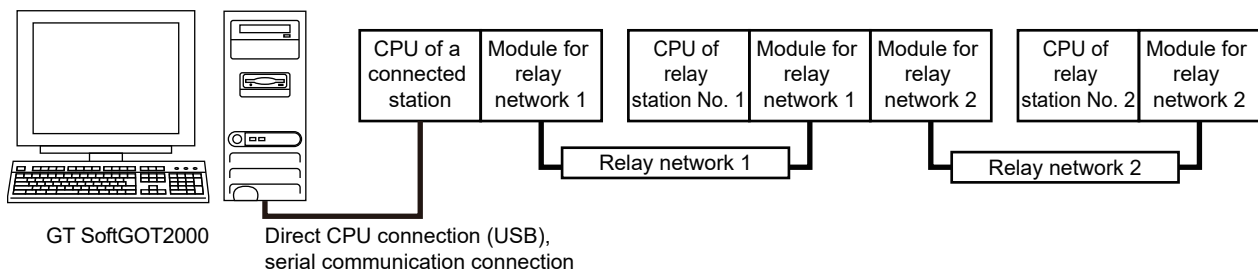 CPU of a
connected
station
Module for
relay
network 1
CPU of
relay
station No. 1
Module for
relay
network 1
Module for
relay
network 2
CPU of
relay
station No. 2
Module for
relay
network 2
Relay network 1
Relay network 2
GT SoftGOT2000
Direct CPU connection (USB),
serial communication connection